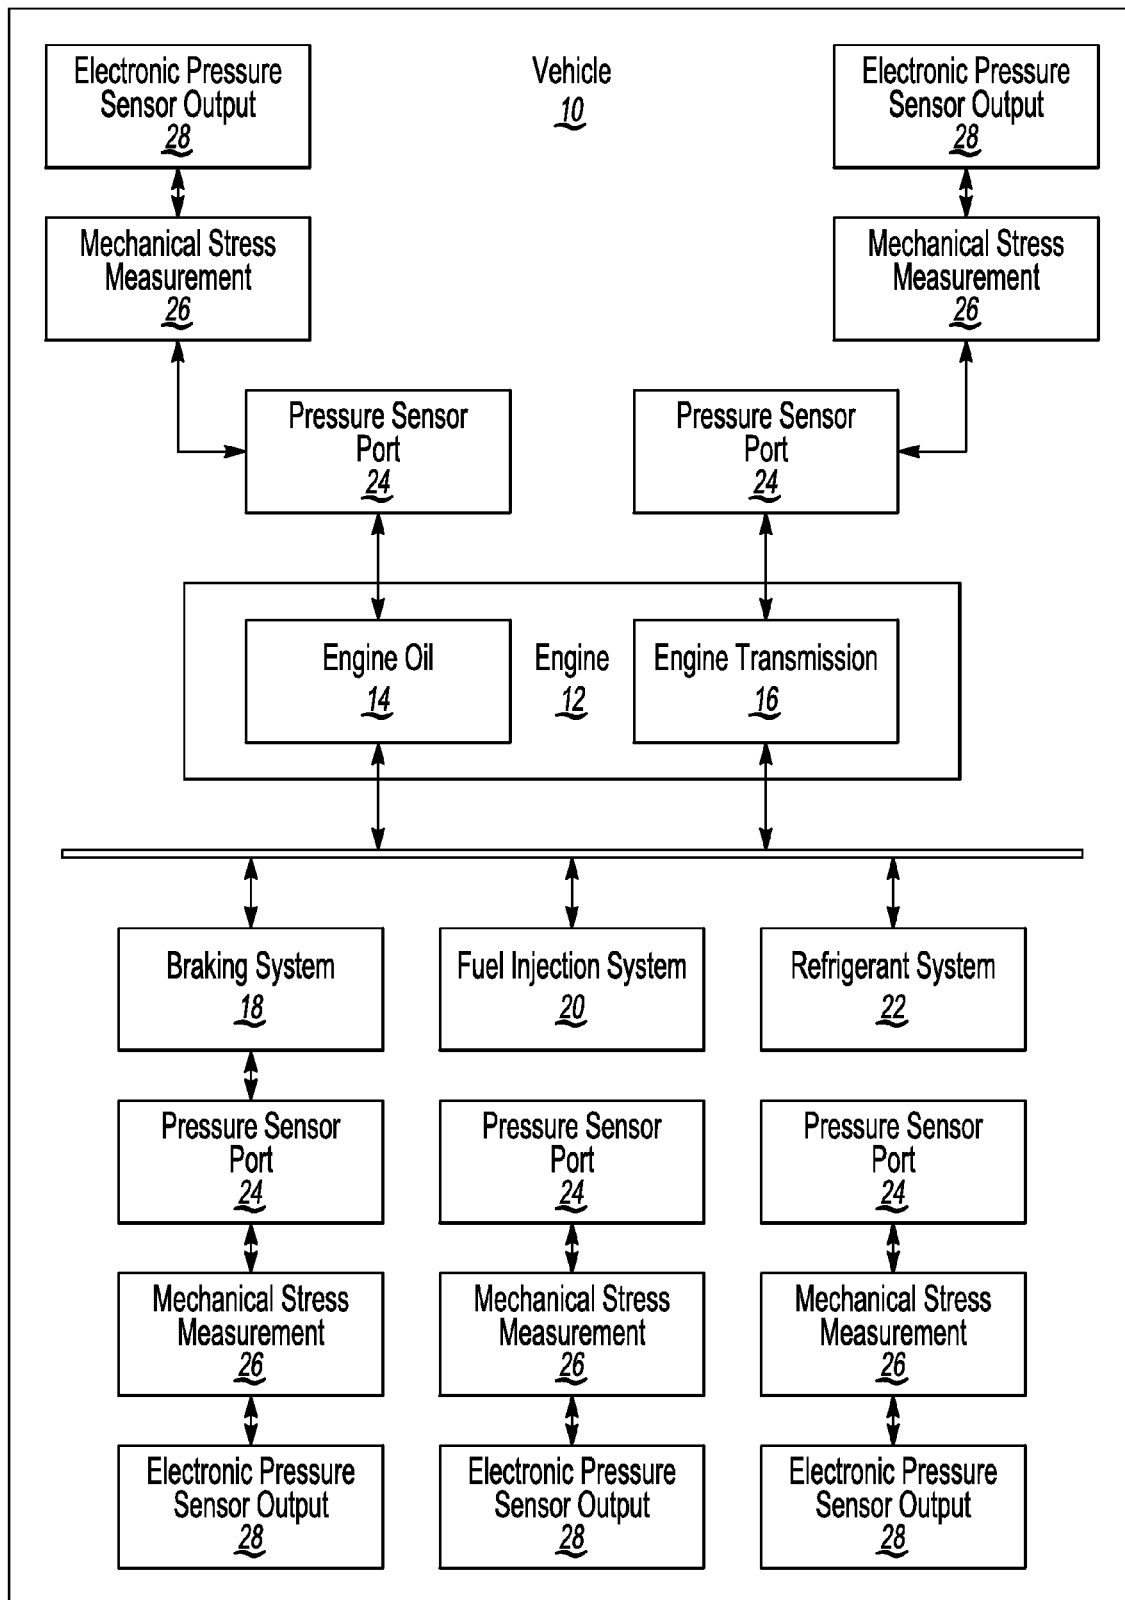 Electronic Pressure
Sensor Output
28
Vehicle
10
Electronic Pressure
Sensor Output
28
Mechanical Stress
Measurement
26
Mechanical Stress
Measurement
26
Pressure Sensor
Port
24
Pressure Sensor
Port
24
Engine Oil
14
Engine
12
Engine Transmission
16
Braking System
18
Fuel Injection System
20
Refrigerant System
22
Pressure Sensor
Port
24
Pressure Sensor
Port
24
Pressure Sensor
Port
24
Mechanical Stress
Measurement
26
Mechanical Stress
Measurement
26
Mechanical Stress
Measurement
26
Electronic Pressure
Sensor Output
28
Electronic Pressure
Sensor Output
28
Electronic Pressure
Sensor Output
28